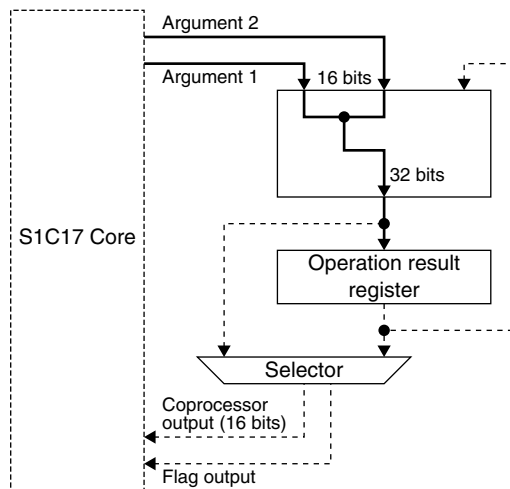 Argument 2
Argument 1
16 bits
32 bits
S1C17 Core
Operation result
register
Selector
Coprocessor
output (16 bits)
Flag output